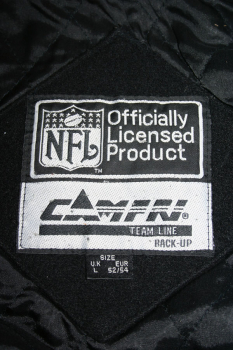 NFL
TM
Officially
Licensed
Product
CAMPRI®
TEAM LINE
BACK-UP
SIZE
U.K EUR
L 52/54